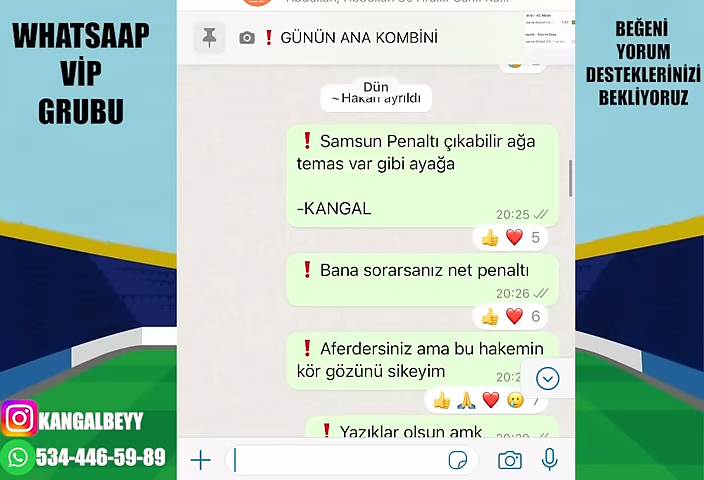 WHATSAAP
VİP
GRUBU
❗ GÜNÜN ANA KOMBİNİ
Dün
~Hakan ayrıldı
❗ Samsun Penaltı çıkabilir ağa
temas var gibi ayağa
-KANGAL
20:25
👍 ❤️ 5
❗ Bana sorarsanız net penaltı
20:26
👍 ❤️ 6
❗ Aferdersiniz ama bu hakemin
kör gözünü sikeyim
👍 🙏 ❤️ 🥲 7
❗ Yazıklar olsun amk
BEĞENİ
YORUM
DESTEKLERİNİZİ
BEKLİYORUZ
KANGALBEYY
534-446-59-89